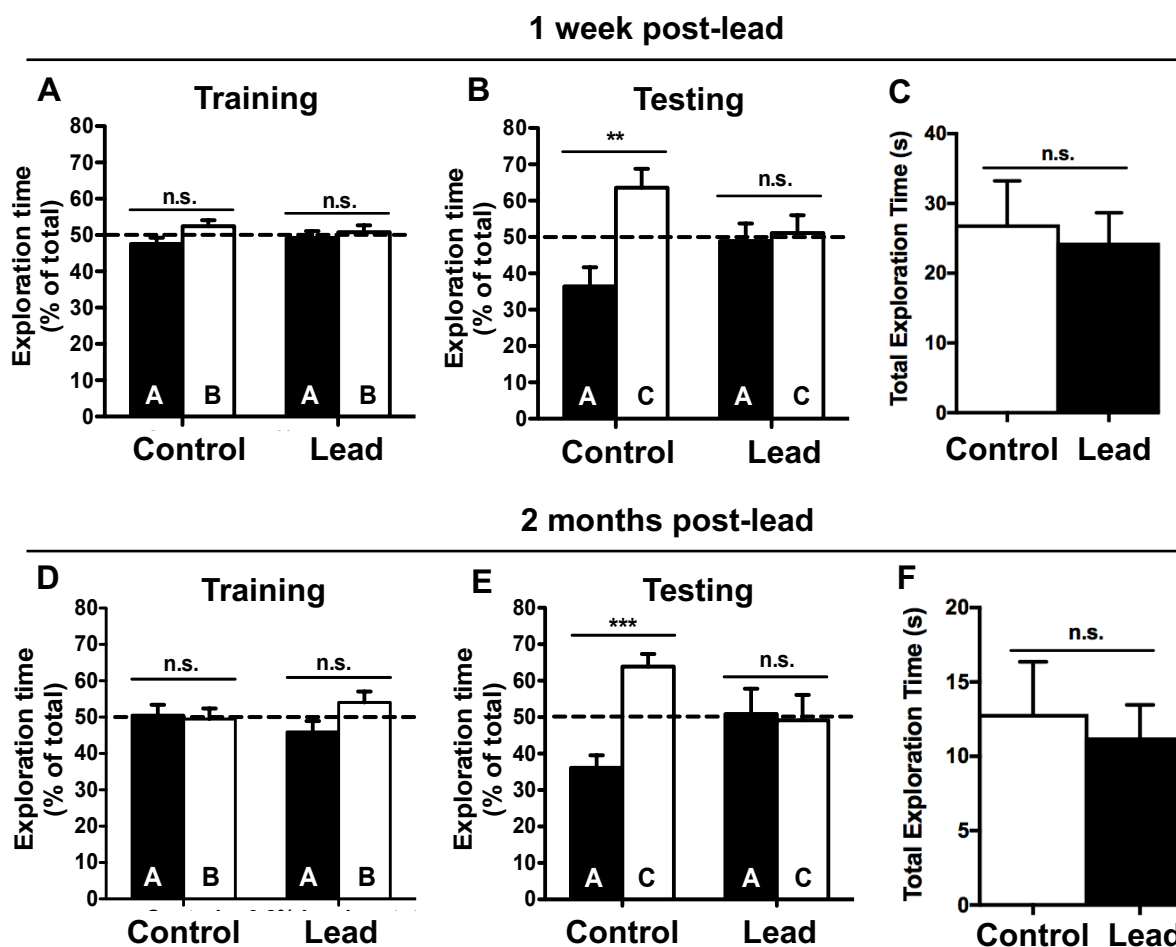 1 week post-lead
A
Training
Exploration time
(% of total)
80
70
60
50
40
30
20
10
0
n.s.
n.s.
A
B
A
B
Control
Lead
B
Testing
Exploration time
(% of total)
80
70
60
50
40
30
20
10
0
**
n.s.
A
C
A
C
Control
Lead
C
Total Exploration Time (s)
40
30
20
10
0
n.s.
Control
Lead
2 months post-lead
D
Training
Exploration time
(% of total)
80
70
60
50
40
30
20
10
0
n.s.
n.s.
A
B
A
B
Control
Lead
E
Testing
Exploration time
(% of total)
80
70
60
50
40
30
20
10
0
***
n.s.
A
C
A
C
Control
Lead
F
Total Exploration Time (s)
20
15
10
5
0
n.s.
Control
Lead